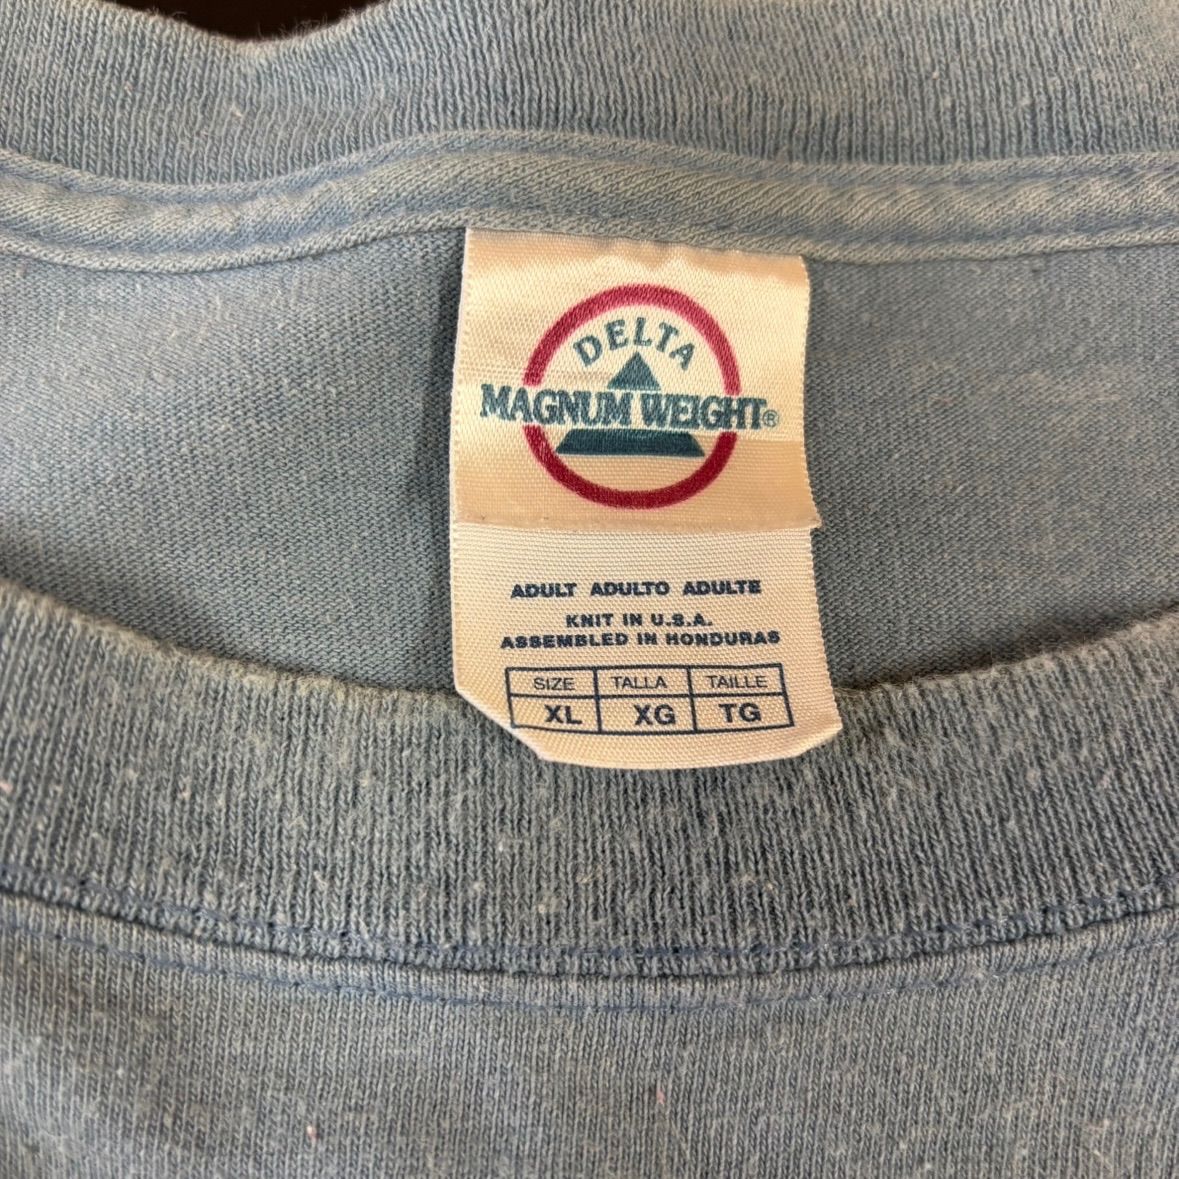 DELTA
MAGNUM WEIGHT®
ADULT ADULTO ADULTE
KNIT IN U.S.A.
ASSEMBLED IN HONDURAS
SIZE TALLA TAILLE
XL XG TG